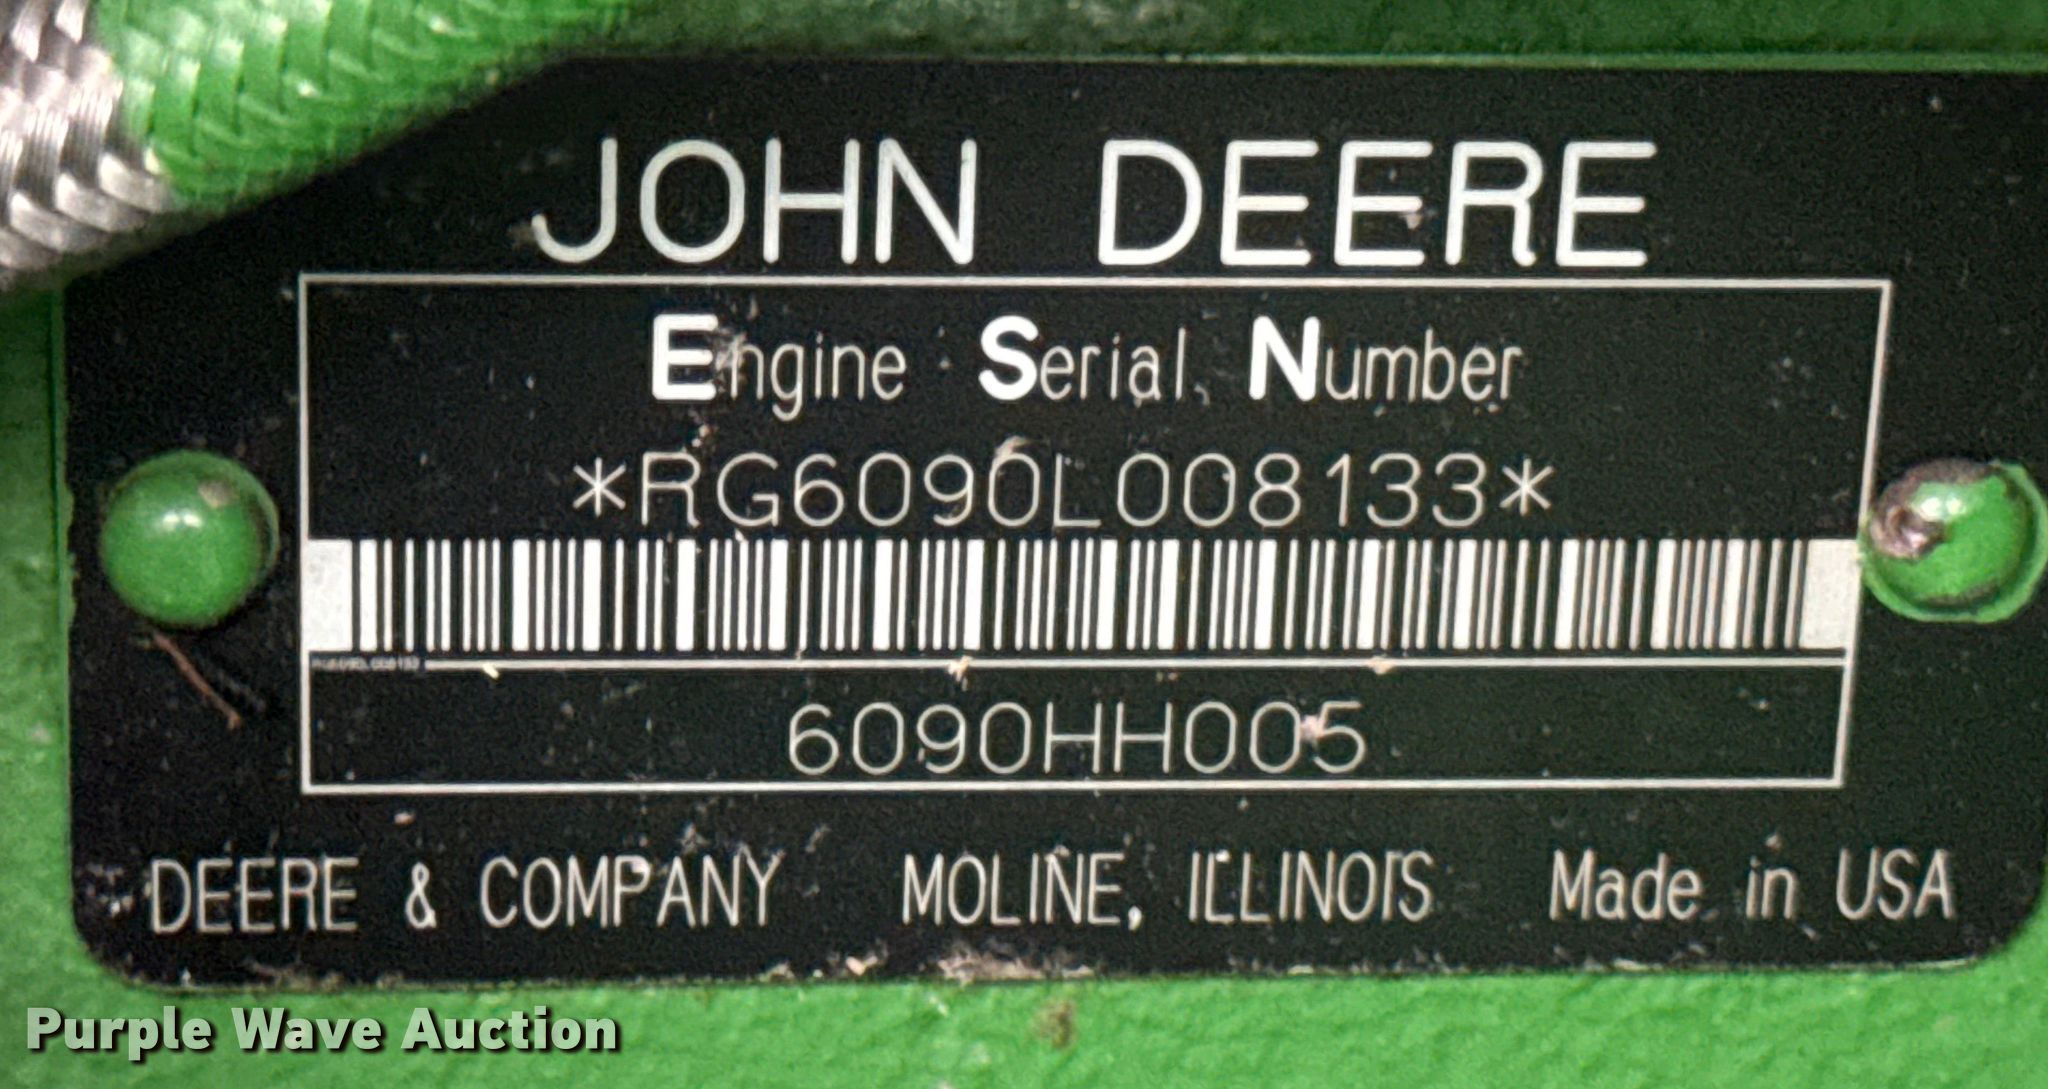 JOHN DEERE
Engine Serial Number
*RG6090L008133*
6090HH005
DEERE & COMPANY MOLINE, ILLINOIS Made in USA
Purple Wave Auction